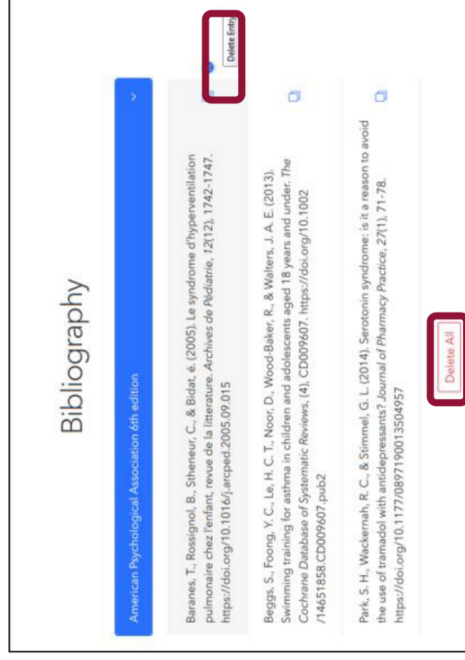 Bibliography
American Psychological Association 6th edition
Baranes, T., Rossignol, B., Stheneur, C., & Bidat, é. (2005). Le syndrome d'hyperventilation
pulmonaire chez l'enfant, revue de la litterature. Archives de Pédiatrie, 12(12), 1742-1747.
https://doi.org/10.1016/j.arcped.2005.09.015
Delete Entry
Beggs, S., Foong, Y. C., Le, H. C. T., Noor, D., Wood-Baker, R., & Walters, J. A. E. (2013).
Swimming training for asthma in children and adolescents aged 18 years and under. The
Cochrane Database of Systematic Reviews, (4), CD009607. https://doi.org/10.1002
/14651858.CD009607.pub2
Park, S. H., Wackernah, R. C., & Stimmel, G. L. (2014). Serotonin syndrome: is it a reason to avoid
the use of tramadol with antidepressants? Journal of Pharmacy Practice, 27(1), 71-78.
https://doi.org/10.1177/0897190013504957
Delete All